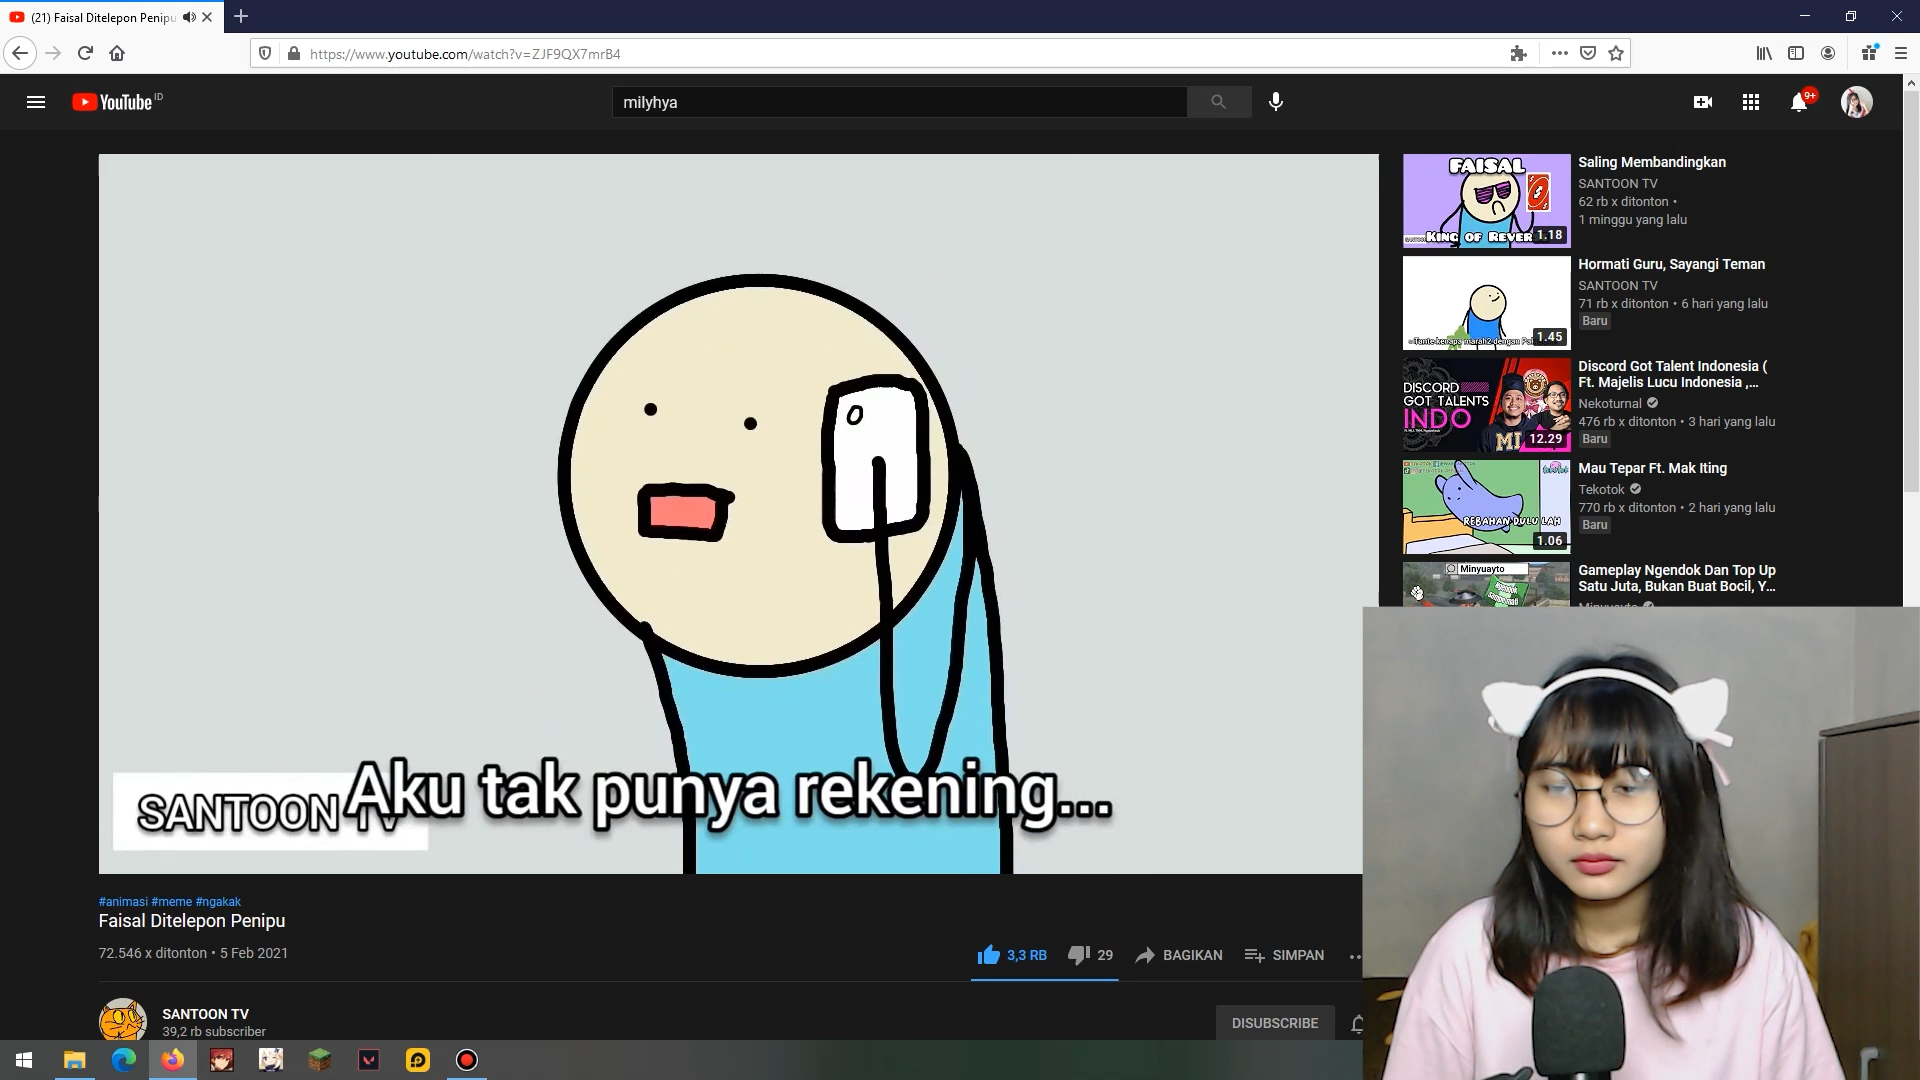 (21) Faisal Ditelepon Penipu
https://www.youtube.com/watch?v=ZJF9QX7mrB4
YouTube ID
milyhya
9+
Aku tak punya rekening...
SANTOON TV
#animasi #meme #ngakak
Faisal Ditelepon Penipu
72.546 x ditonton • 5 Feb 2021
3,3 RB
29
BAGIKAN
SIMPAN
SANTOON TV
39,2 rb subscriber
DISUBSCRIBE
FAISAL
KING OF REVER
1.18
Saling Membandingkan
SANTOON TV
62 rb x ditonton •
1 minggu yang lalu
1.45
Hormati Guru, Sayangi Teman
SANTOON TV
71 rb x ditonton • 6 hari yang lalu
Baru
DISCORD
GOT TALENTS
INDO
12.29
Discord Got Talent Indonesia (
Ft. Majelis Lucu Indonesia ,...
Nekoturnal
476 rb x ditonton • 3 hari yang lalu
Baru
REBAHAN DULU LAH
1.06
Mau Tepar Ft. Mak Iting
Tekotok
770 rb x ditonton • 2 hari yang lalu
Baru
Minyuayto
Gameplay Ngendok Dan Top Up
Satu Juta, Bukan Buat Bocil, Y...